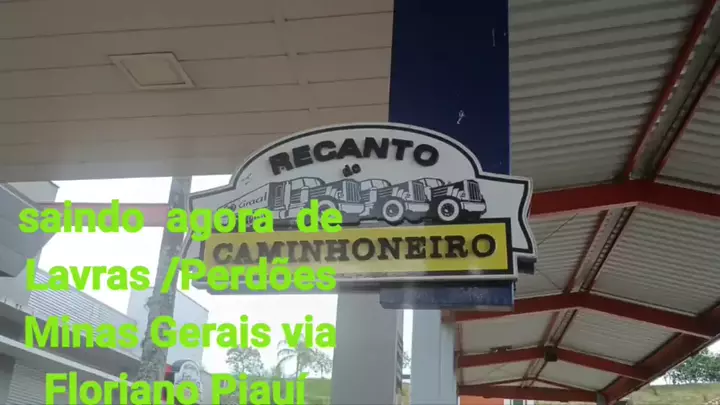 RECANTO
do
CAMINHONEIRO
saindo agora de
Lavras /Perdões
Minas Gerais via
Floriano Piauí